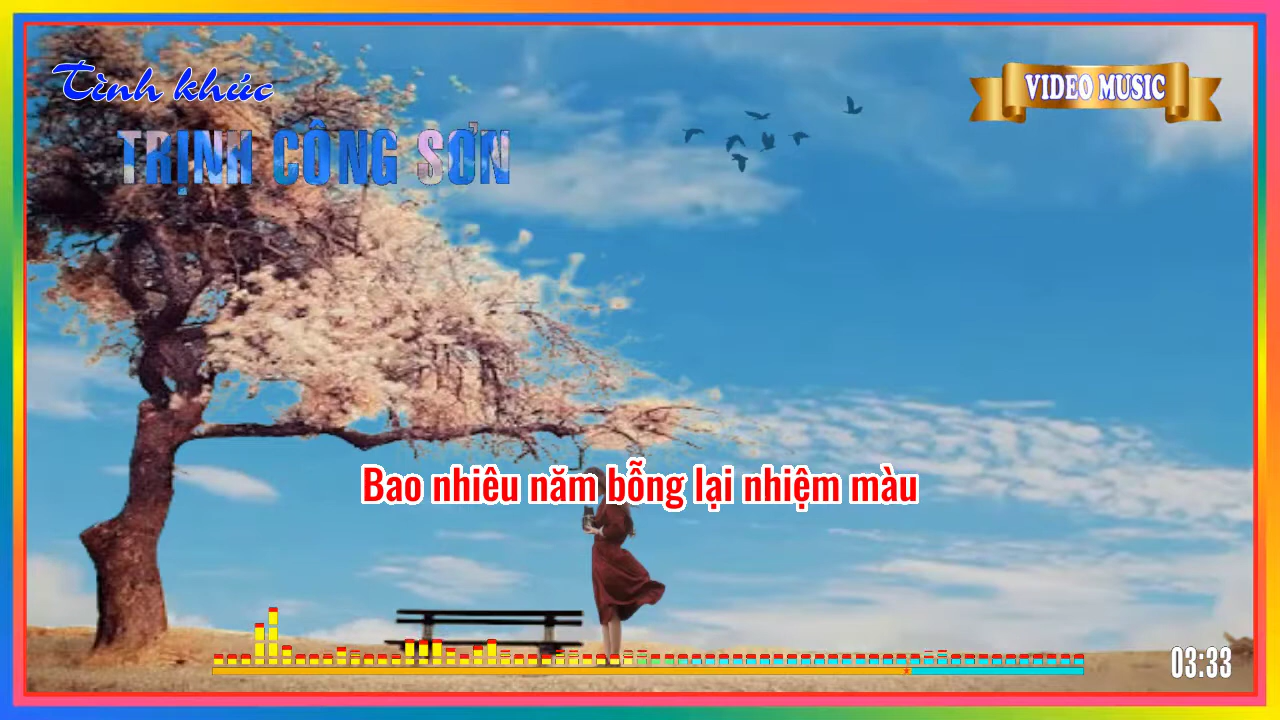 Tình khúc
TRỊNH CÔNG SƠN
VIDEO MUSIC
Bao nhiêu năm bỗng lại nhiệm màu
03:33